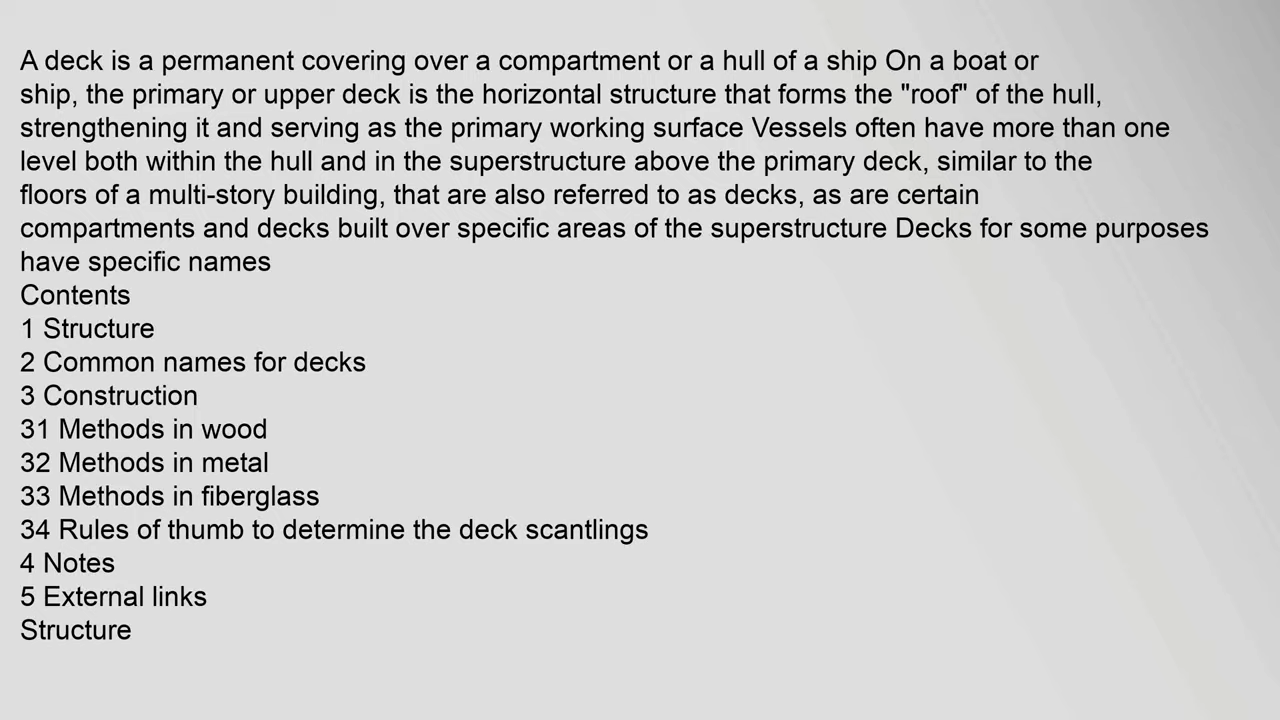 A deck is a permanent covering over a compartment or a hull of a ship On a boat or
ship, the primary or upper deck is the horizontal structure that forms the "roof" of the hull,
strengthening it and serving as the primary working surface Vessels often have more than one
level both within the hull and in the superstructure above the primary deck, similar to the
floors of a multi-story building, that are also referred to as decks, as are certain
compartments and decks built over specific areas of the superstructure Decks for some purposes
have specific names
Contents
1 Structure
2 Common names for decks
3 Construction
31 Methods in wood
32 Methods in metal
33 Methods in fiberglass
34 Rules of thumb to determine the deck scantlings
4 Notes
5 External links
Structure